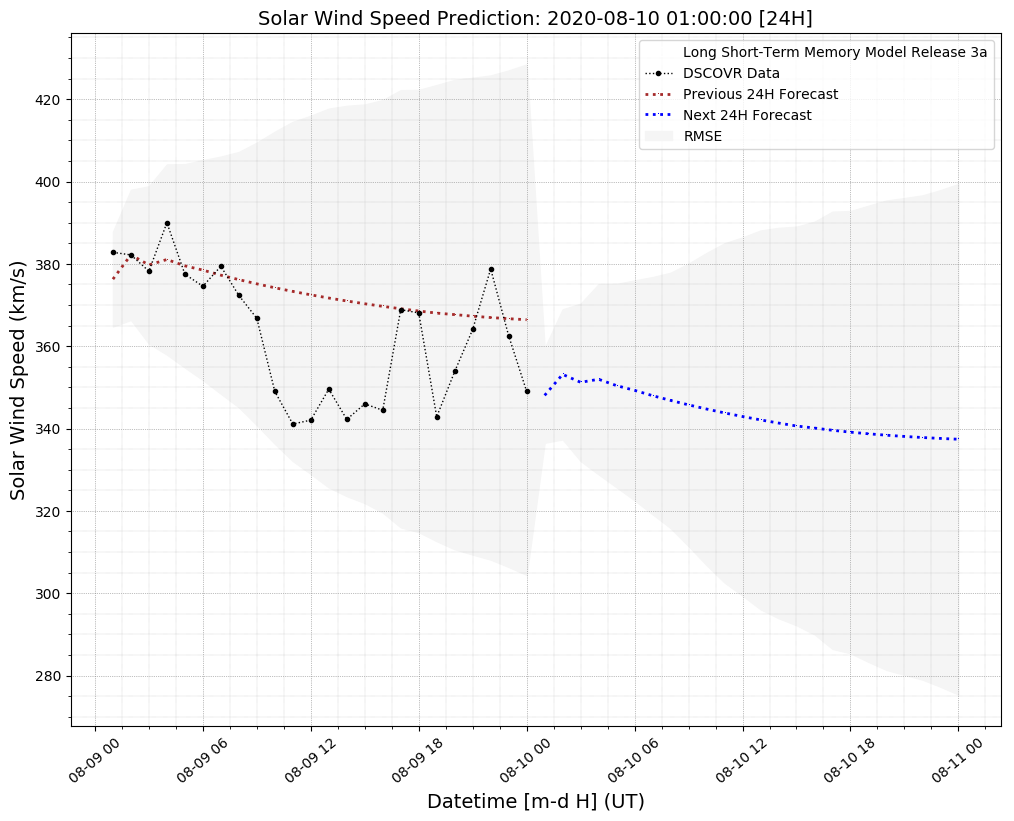 Solar Wind Speed Prediction: 2020-08-10 01:00:00 [24H]
Long Short-Term Memory Model Release 3a
DSCOVR Data
Previous 24H Forecast
Next 24H Forecast
RMSE
Solar Wind Speed (km/s)
420
400
380
360
340
320
300
280
08-09 00
08-09 06
08-09 12
08-09 18
08-10 00
08-10 06
08-10 12
08-10 18
08-11 00
Datetime [m-d H] (UT)